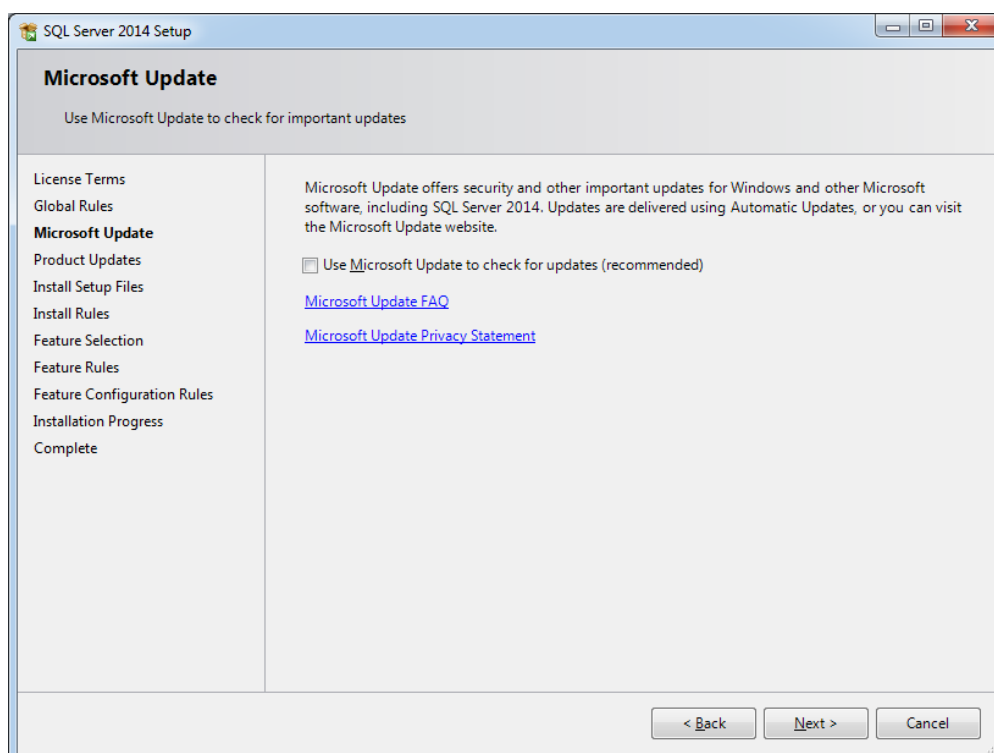 SQL Server 2014 Setup
Microsoft Update
Use Microsoft Update to check for important updates
License Terms
Global Rules
Microsoft Update
Product Updates
Install Setup Files
Install Rules
Feature Selection
Feature Rules
Feature Configuration Rules
Installation Progress
Complete
Microsoft Update offers security and other important updates for Windows and other Microsoft
software, including SQL Server 2014. Updates are delivered using Automatic Updates, or you can visit
the Microsoft Update website.
Use Microsoft Update to check for updates (recommended)
Microsoft Update FAQ
Microsoft Update Privacy Statement
< Back
Next >
Cancel